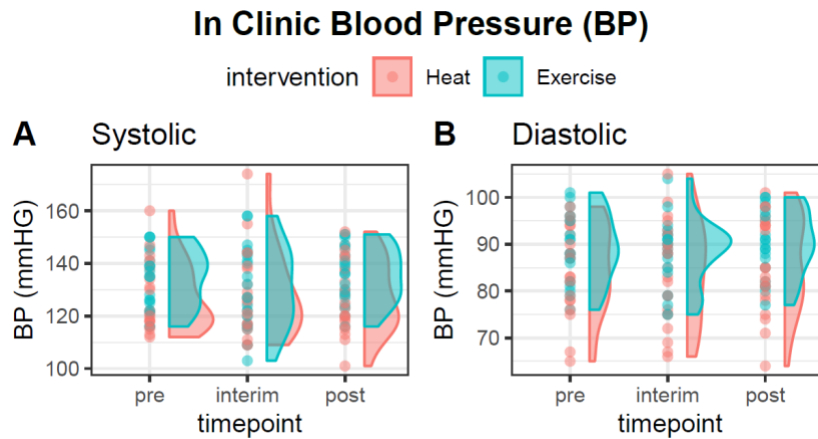 In Clinic Blood Pressure (BP)
intervention Heat Exercise
A Systolic
BP (mmHG)
160
140
120
100
pre interim post
timepoint
B Diastolic
BP (mmHG)
100
90
80
70
pre interim post
timepoint